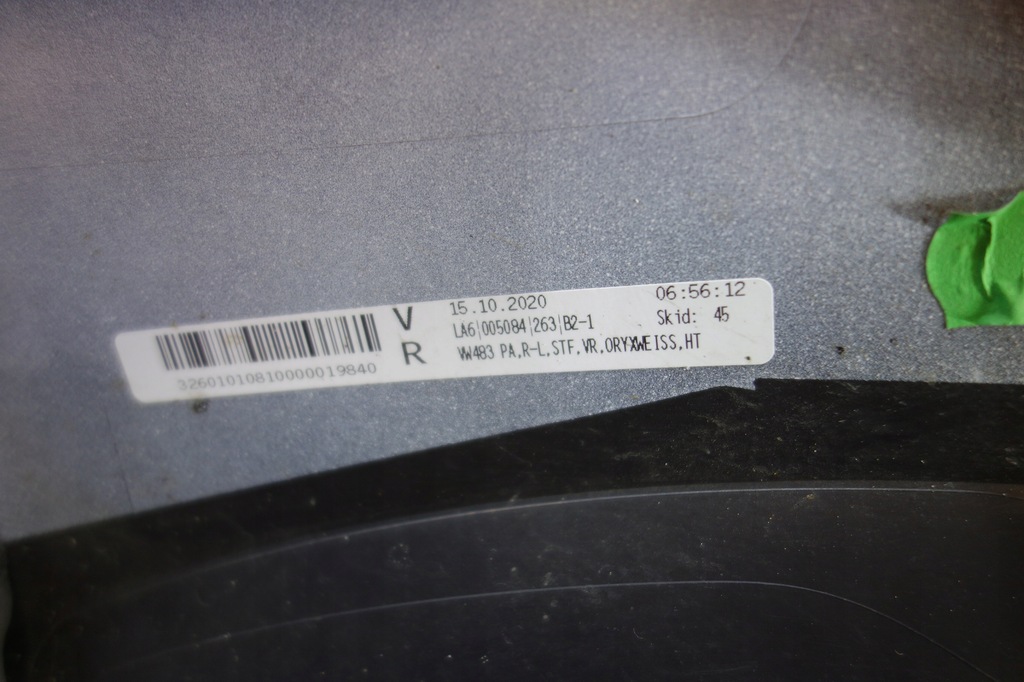 V 15.10.2020 06:56:12
LA6|005084|263|B2-1 Skid: 45
R VW483 PA,R-L,STF,VR,ORYXWEISS,HT
32601010810000019840